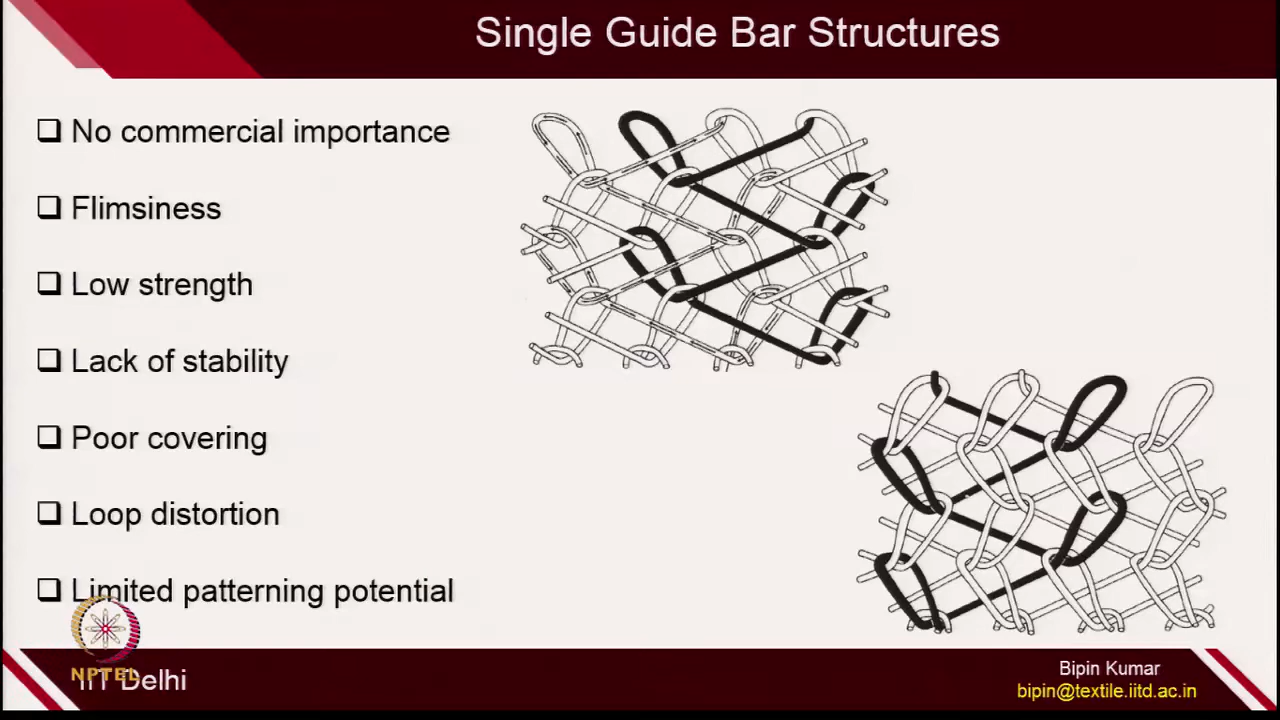 Single Guide Bar Structures
No commercial importance
Flimsiness
Low strength
Lack of stability
Poor covering
Loop distortion
Limited patterning potential
NPTEL
IIT Delhi
Bipin Kumar
bipin@textile.iitd.ac.in